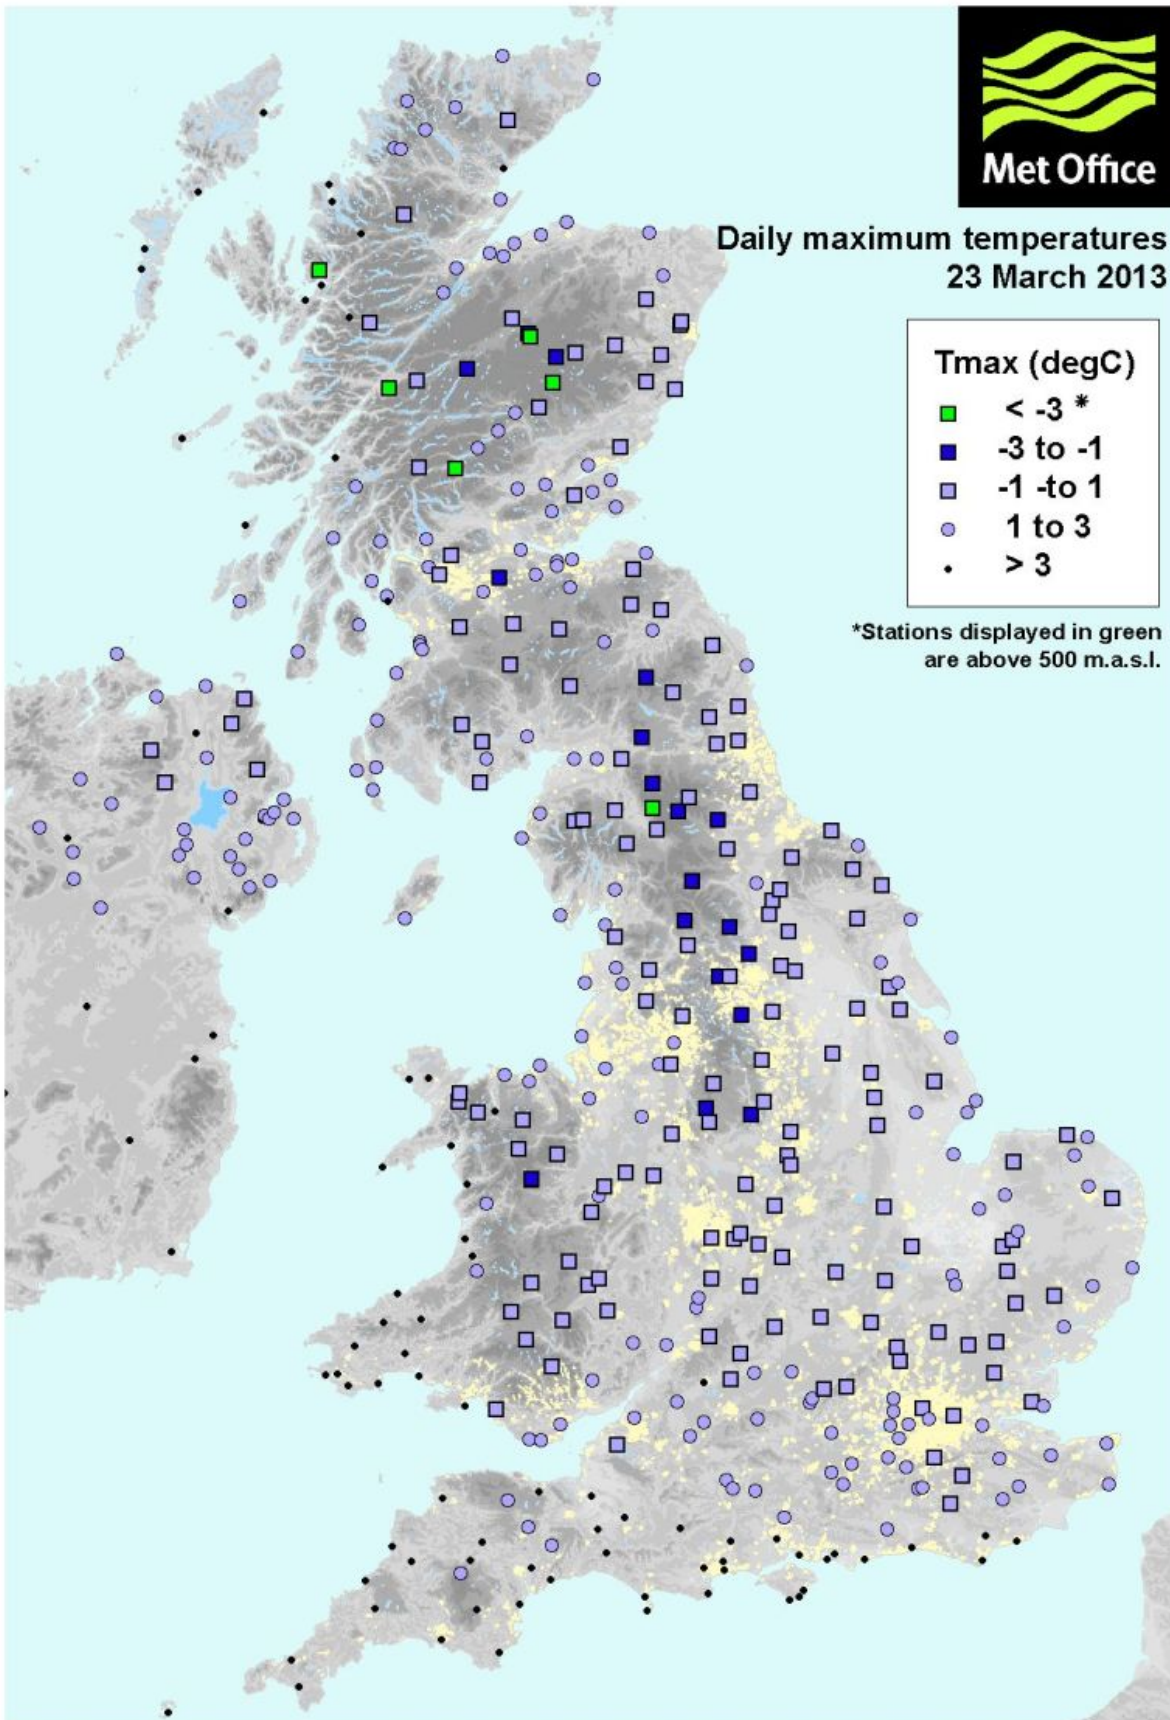 Met Office
Daily maximum temperatures
23 March 2013
Tmax (degC)
< -3 *
-3 to -1
-1 -to 1
1 to 3
> 3
*Stations displayed in green
are above 500 m.a.s.l.